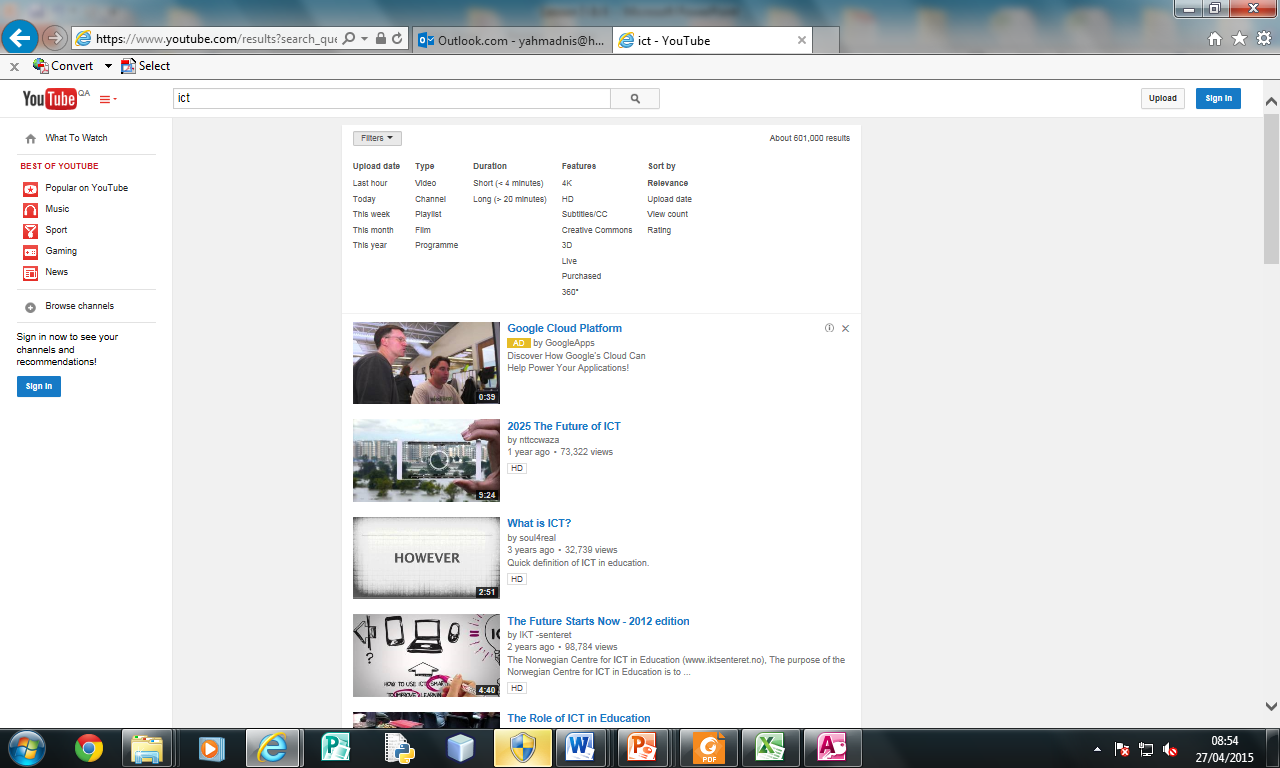 https://www.youtube.com/results?search_que
Outlook.com - yahmadnis@h...
ict - YouTube
Convert
Select
YouTube QA
ict
Upload
Sign In
What To Watch
BEST OF YOUTUBE
Popular on YouTube
Music
Sport
Gaming
News
Browse channels
Sign in now to see your
channels and
recommendations!
Sign In
Filters
About 601,000 results
Upload date Type Duration Features Sort by
Last hour Video Short (< 4 minutes) 4K Relevance
Today Channel Long (> 20 minutes) HD Upload date
This week Playlist Subtitles/CC View count
This month Film Creative Commons Rating
This year Programme 3D
Live
Purchased
360°
0:39
Google Cloud Platform
AD by GoogleApps
Discover How Google's Cloud Can
Help Power Your Applications!
9:24
2025 The Future of ICT
by nttccwaza
1 year ago • 73,322 views
HD
HOWEVER
2:51
What is ICT?
by soul4real
3 years ago • 32,739 views
Quick definition of ICT in education.
HD
?
=
HOW TO USE ICT SMART
TO IMPROVE LEARNING
4:40
The Future Starts Now - 2012 edition
by IKT -senteret
2 years ago • 98,784 views
The Norwegian Centre for ICT in Education (www.iktsenteret.no), The purpose of the
Norwegian Centre for ICT in Education is to ...
HD
The Role of ICT in Education
PDF
08:54
27/04/2015